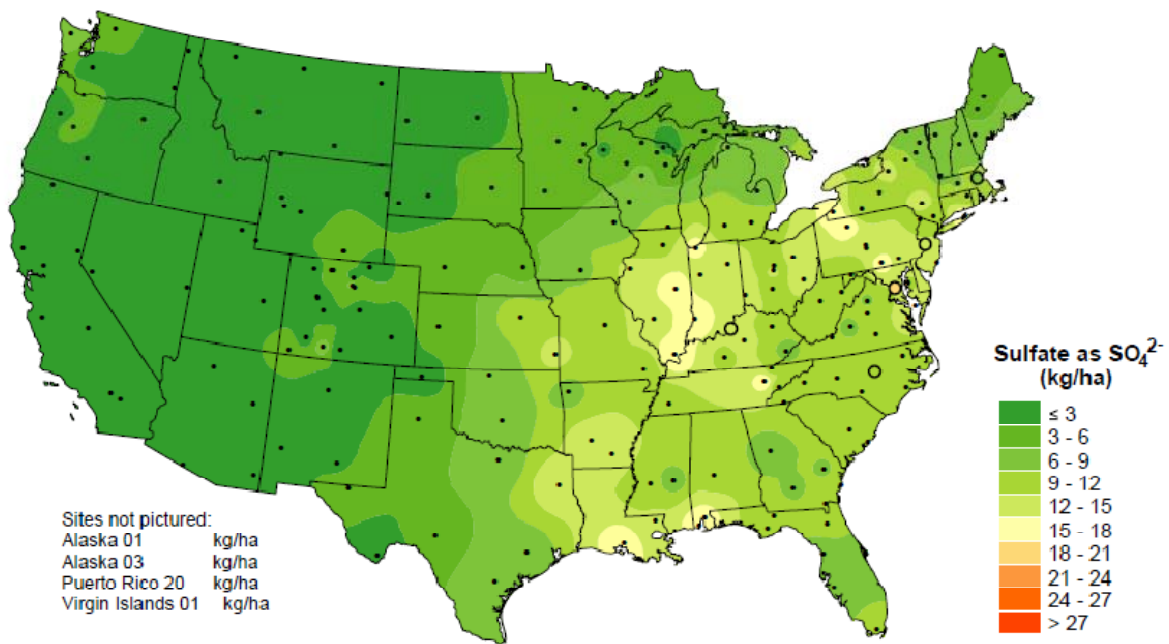 Sites not pictured:
Alaska 01 kg/ha
Alaska 03 kg/ha
Puerto Rico 20 kg/ha
Virgin Islands 01 kg/ha
Sulfate as SO₄²⁻
(kg/ha)
≤ 3
3 - 6
6 - 9
9 - 12
12 - 15
15 - 18
18 - 21
21 - 24
24 - 27
> 27